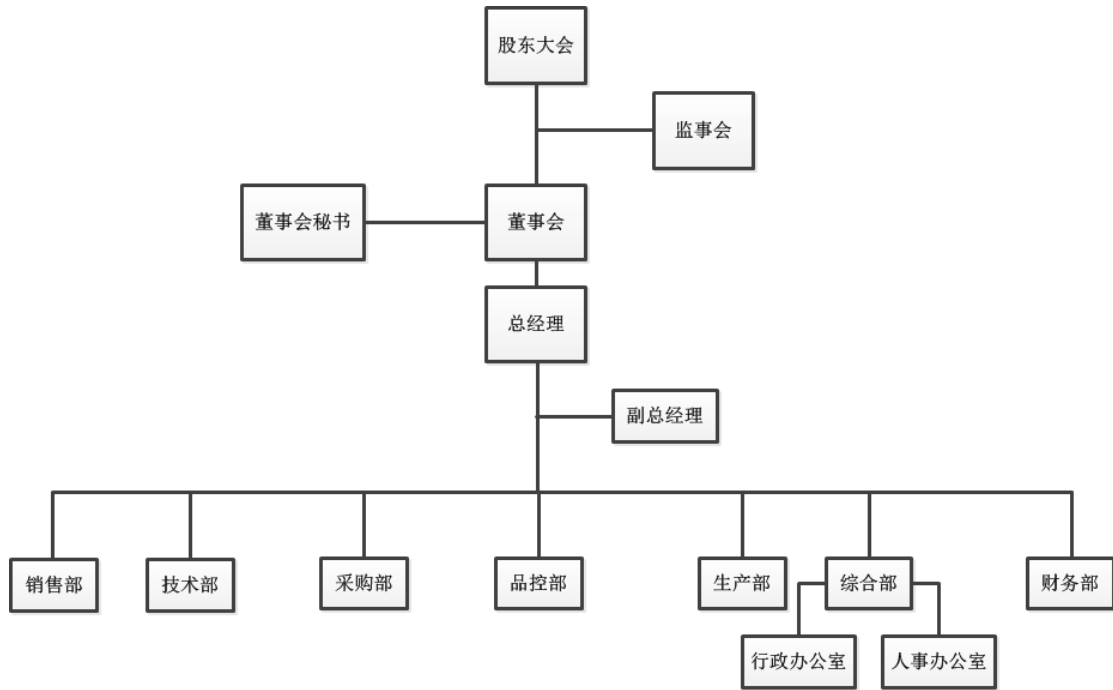 股东大会
监事会
董事会秘书
董事会
总经理
副总经理
销售部
技术部
采购部
品控部
生产部
综合部
财务部
行政办公室
人事办公室